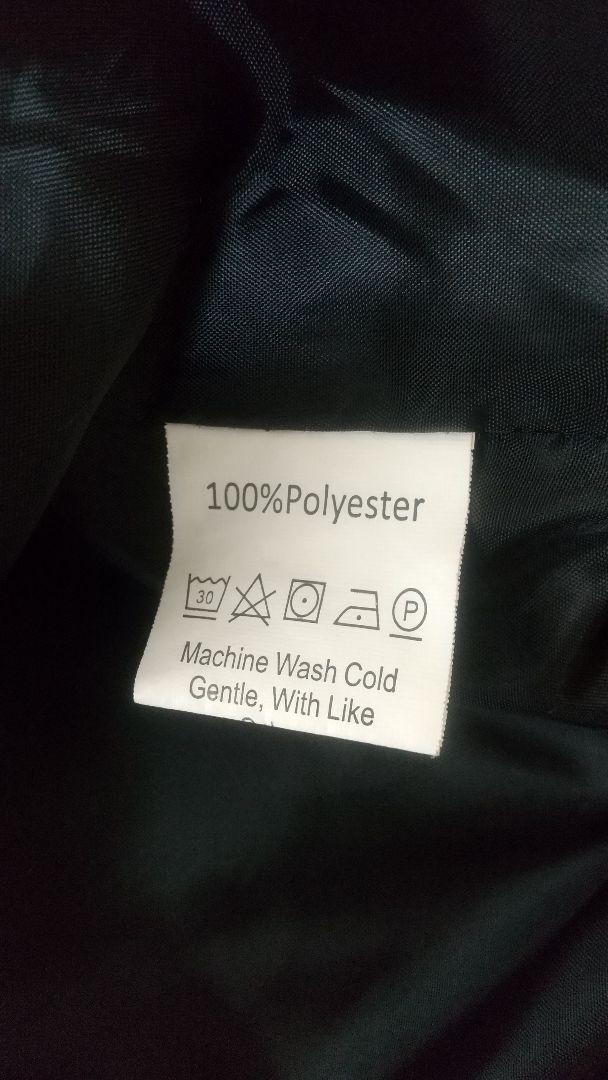 100%Polyester
30 P
Machine Wash Cold
Gentle, With Like